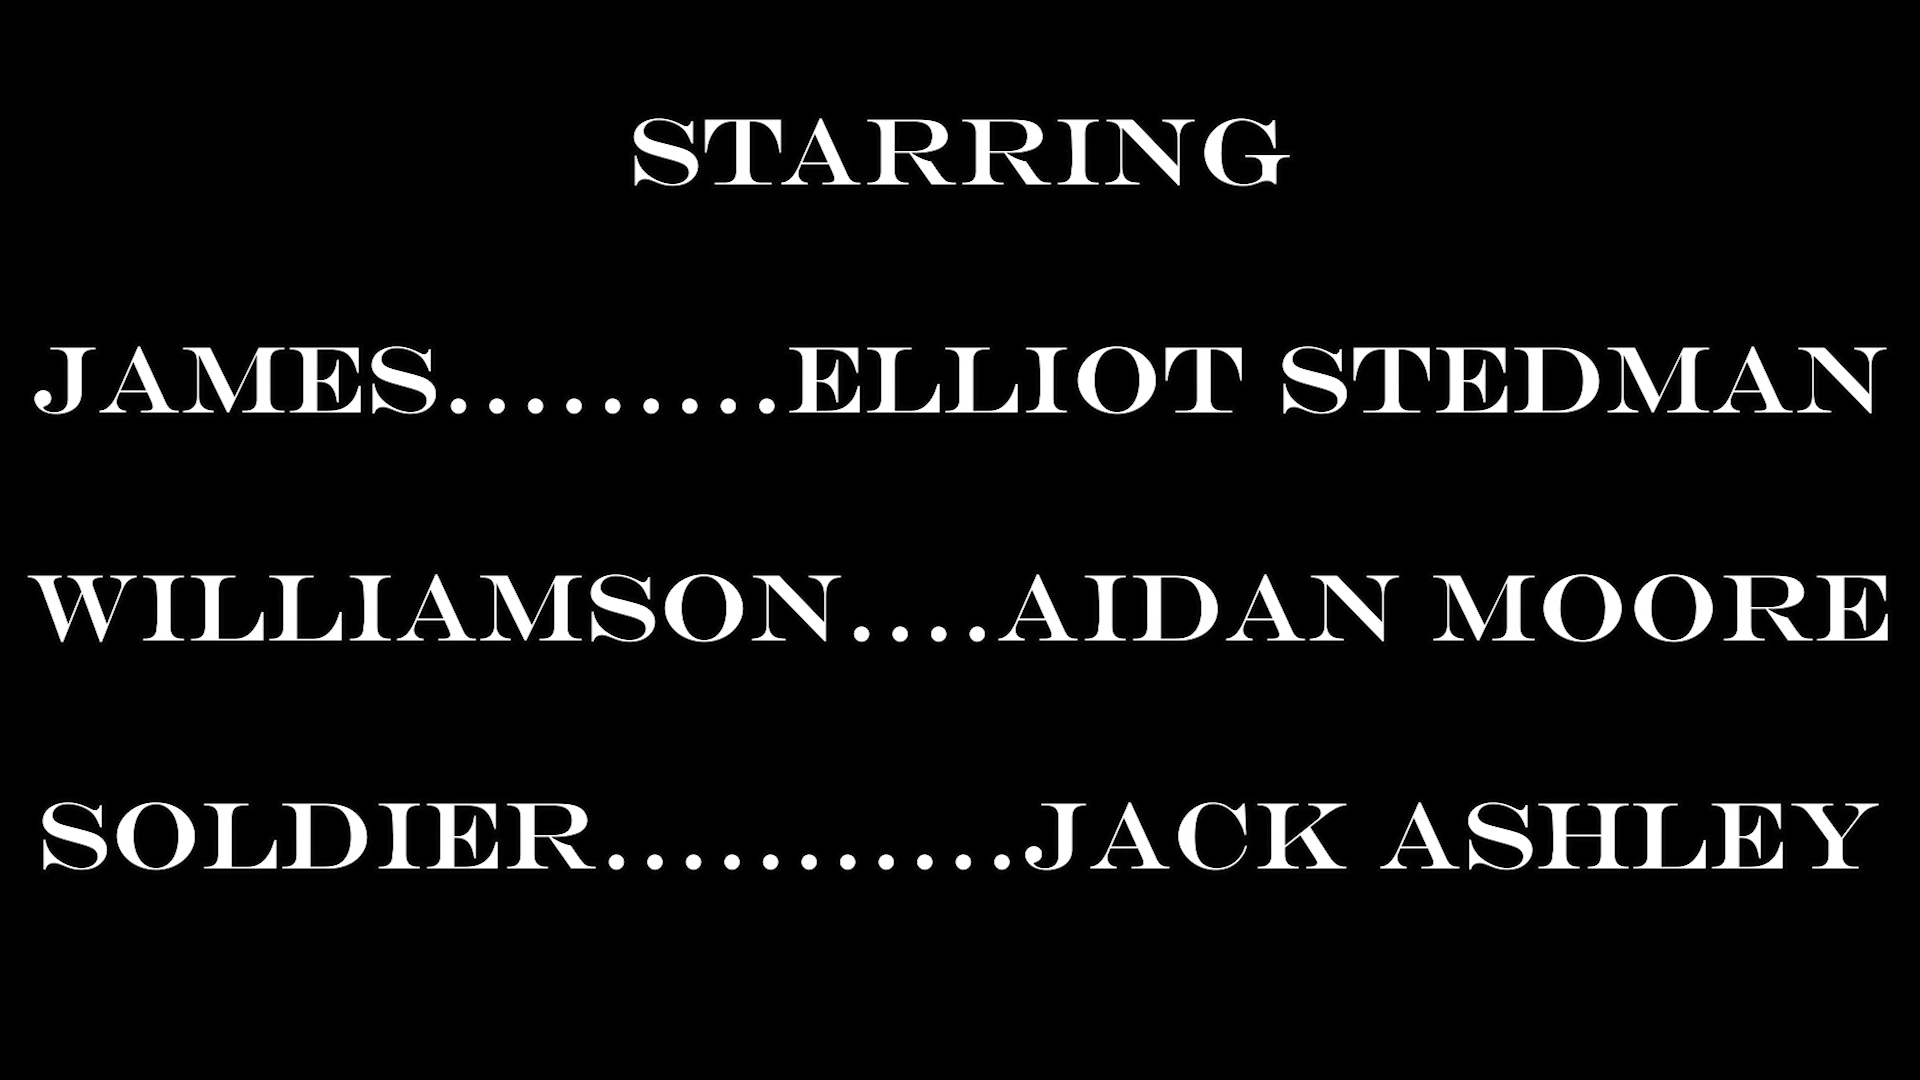 STARRING
JAMES.........ELLIOT STEDMAN
WILLIAMSON....AIDAN MOORE
SOLDIER...........JACK ASHLEY